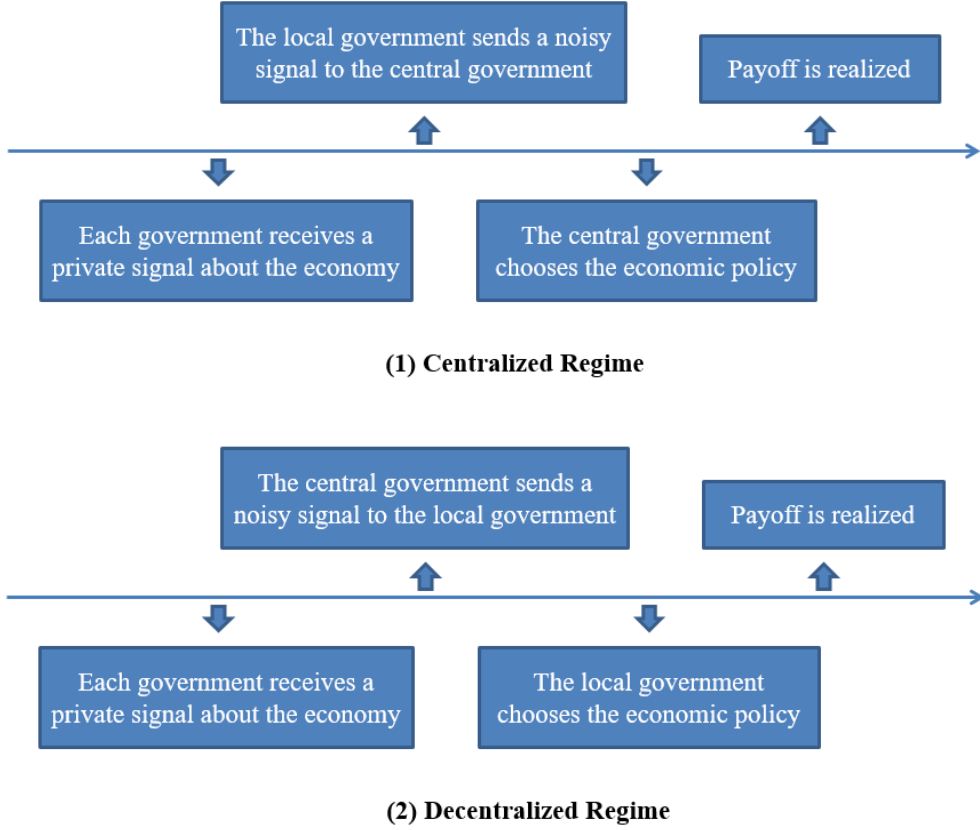 The local government sends a noisy
signal to the central government
Payoff is realized
Each government receives a
private signal about the economy
The central government
chooses the economic policy
(1) Centralized Regime
The central government sends a
noisy signal to the local government
Payoff is realized
Each government receives a
private signal about the economy
The local government
chooses the economic policy
(2) Decentralized Regime